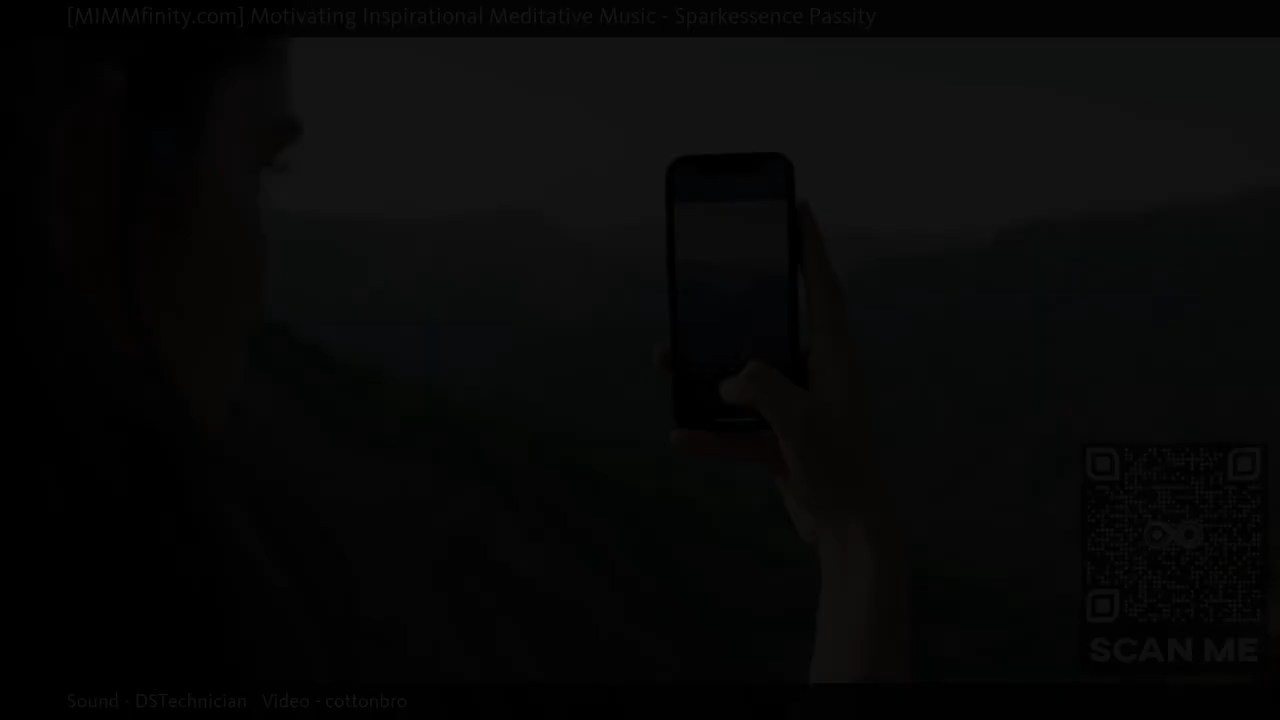 [MIMMfinity.com] Motivating Inspirational Meditative Music - Sparkessence Passity
SCAN ME
Sound - DSTechnician Video - cottonbro